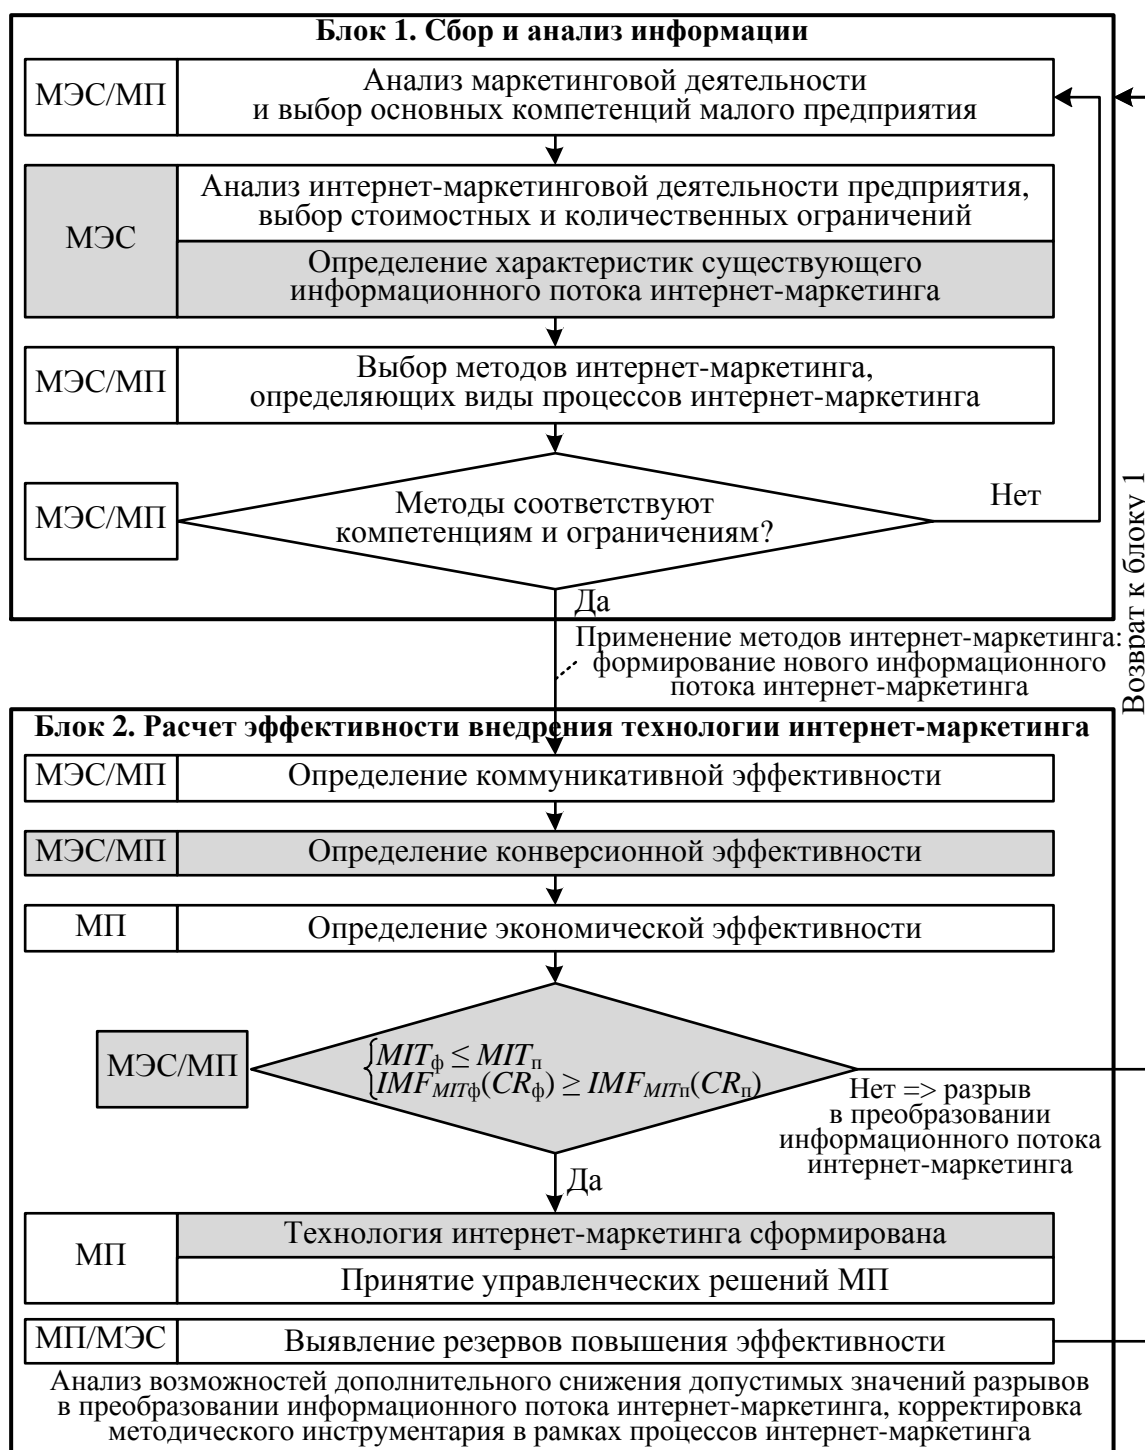 Блок 1. Сбор и анализ информации
МЭС/МП
Анализ маркетинговой деятельности
и выбор основных компетенций малого предприятия
МЭС
Анализ интернет-маркетинговой деятельности предприятия,
выбор стоимостных и количественных ограничений
Определение характеристик существующего
информационного потока интернет-маркетинга
МЭС/МП
Выбор методов интернет-маркетинга,
определяющих виды процессов интернет-маркетинга
МЭС/МП
Методы соответствуют
компетенциям и ограничениям?
Нет
Да
Возврат к блоку 1
Применение методов интернет-маркетинга:
формирование нового информационного
потока интернет-маркетинга
Блок 2. Расчет эффективности внедрения технологии интернет-маркетинга
МЭС/МП
Определение коммуникативной эффективности
МЭС/МП
Определение конверсионной эффективности
МП
Определение экономической эффективности
МЭС/МП
MITф ≤ MITп
IMFMITф(CRф) ≥ IMFMITп(CRп)
Нет => разрыв
в преобразовании
информационного потока
интернет-маркетинга
Да
МП
Технология интернет-маркетинга сформирована
Принятие управленческих решений МП
МП/МЭС
Выявление резервов повышения эффективности
Анализ возможностей дополнительного снижения допустимых значений разрывов
в преобразовании информационного потока интернет-маркетинга, корректировка
методического инструментария в рамках процессов интернет-маркетинга